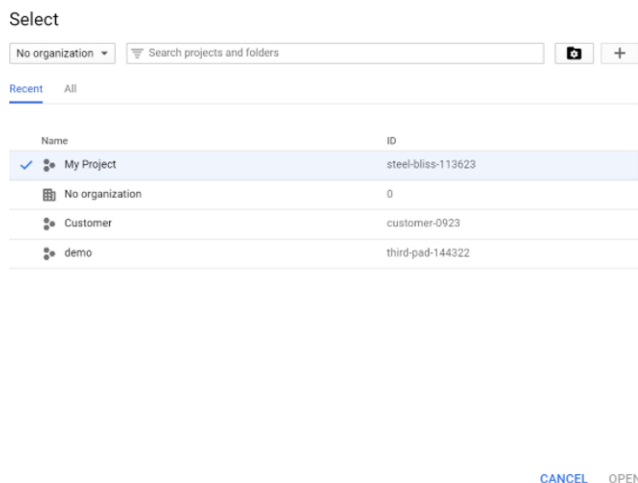 Select
No organization Search projects and folders
Recent All
Name ID
My Project steel-bliss-113623
No organization 0
Customer customer-0923
demo third-pad-144322
CANCEL OPEN